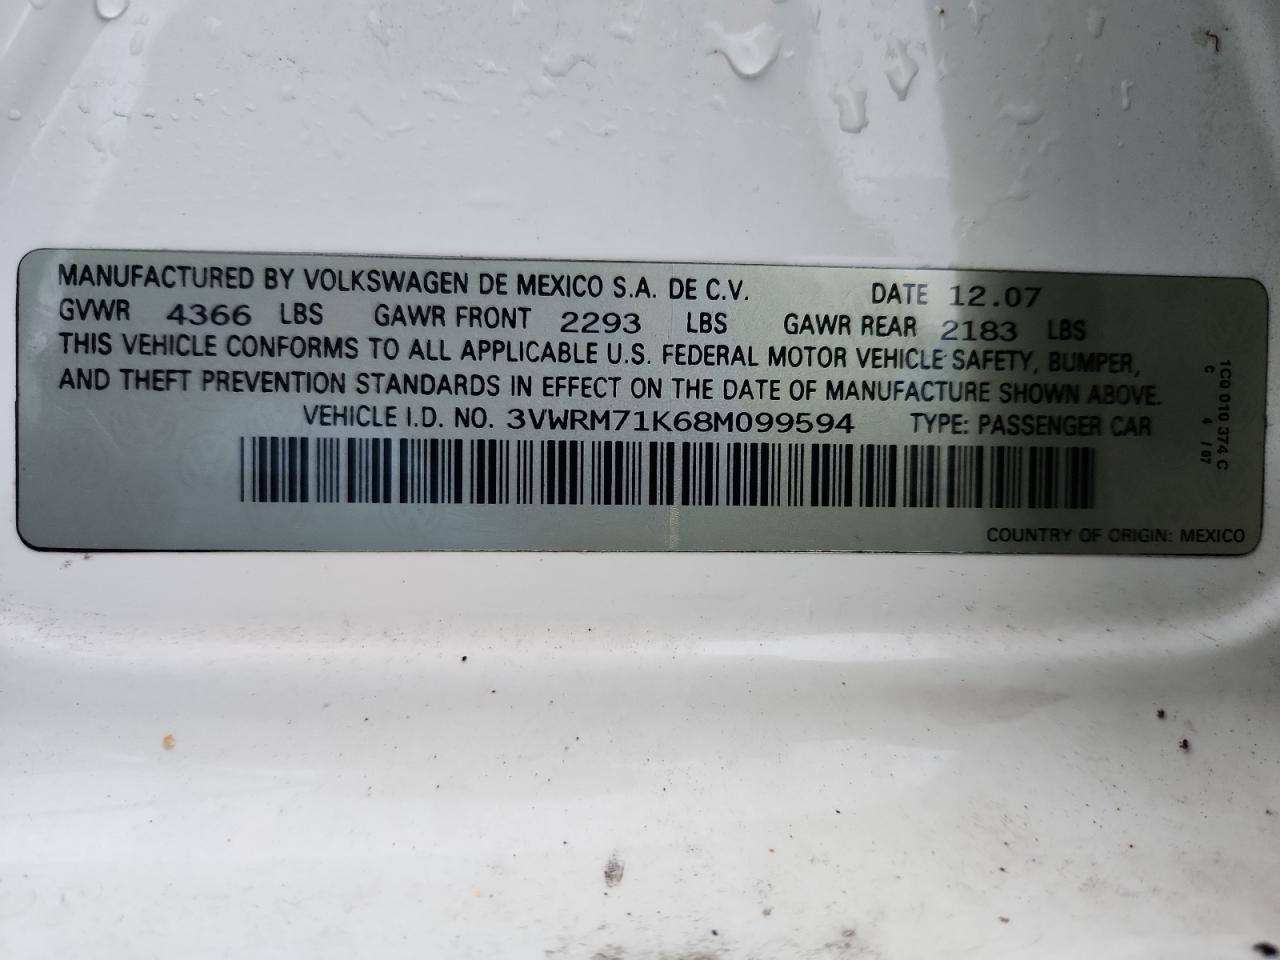 MANUFACTURED BY VOLKSWAGEN DE MEXICO S.A. DE C.V. DATE 12.07
GVWR 4366 LBS GAWR FRONT 2293 LBS GAWR REAR 2183 LBS
THIS VEHICLE CONFORMS TO ALL APPLICABLE U.S. FEDERAL MOTOR VEHICLE SAFETY, BUMPER,
AND THEFT PREVENTION STANDARDS IN EFFECT ON THE DATE OF MANUFACTURE SHOWN ABOVE.
VEHICLE I.D. NO. 3VWRM71K68M099594 TYPE: PASSENGER CAR
COUNTRY OF ORIGIN: MEXICO
1C0 010 374 C
C 4 / 07